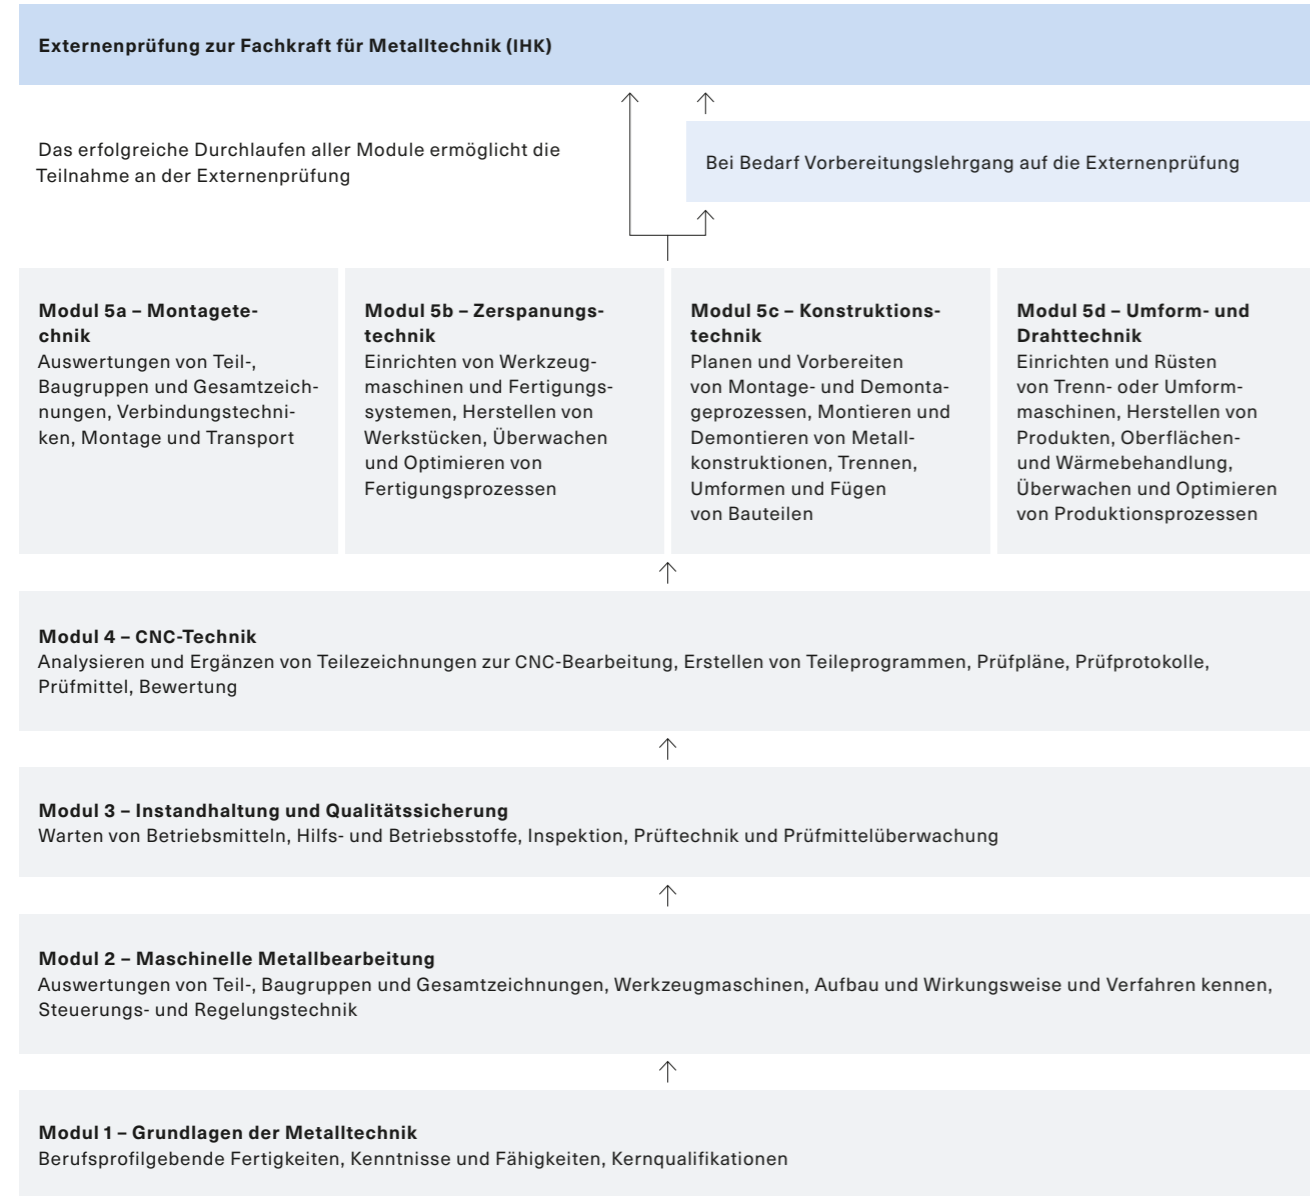 Externenprüfung zur Fachkraft für Metalltechnik (IHK)
Das erfolgreiche Durchlaufen aller Module ermöglicht die
Teilnahme an der Externenprüfung
Bei Bedarf Vorbereitungslehrgang auf die Externenprüfung
Modul 5a – Montagete-
chnik
Auswertungen von Teil-,
Baugruppen und Gesamtzeich-
nungen, Verbindungstechni-
ken, Montage und Transport
Modul 5b – Zerspanungs-
technik
Einrichten von Werkzeug-
maschinen und Fertigungs-
systemen, Herstellen von
Werkstücken, Überwachen
und Optimieren von
Fertigungsprozessen
Modul 5c – Konstruktions-
technik
Planen und Vorbereiten
von Montage- und Demonta-
geprozessen, Montieren und
Demontieren von Metall-
konstruktionen, Trennen,
Umformen und Fügen
von Bauteilen
Modul 5d – Umform- und
Drahttechnik
Einrichten und Rüsten
von Trenn- oder Umform-
maschinen, Herstellen von
Produkten, Oberflächen-
und Wärmebehandlung,
Überwachen und Optimieren
von Produktionsprozessen
Modul 4 – CNC-Technik
Analysieren und Ergänzen von Teilezeichnungen zur CNC-Bearbeitung, Erstellen von Teileprogrammen, Prüfpläne, Prüfprotokolle,
Prüfmittel, Bewertung
Modul 3 – Instandhaltung und Qualitätssicherung
Warten von Betriebsmitteln, Hilfs- und Betriebsstoffe, Inspektion, Prüftechnik und Prüfmittelüberwachung
Modul 2 – Maschinelle Metallbearbeitung
Auswertungen von Teil-, Baugruppen und Gesamtzeichnungen, Werkzeugmaschinen, Aufbau und Wirkungsweise und Verfahren kennen,
Steuerungs- und Regelungstechnik
Modul 1 – Grundlagen der Metalltechnik
Berufsprofilgebende Fertigkeiten, Kenntnisse und Fähigkeiten, Kernqualifikationen